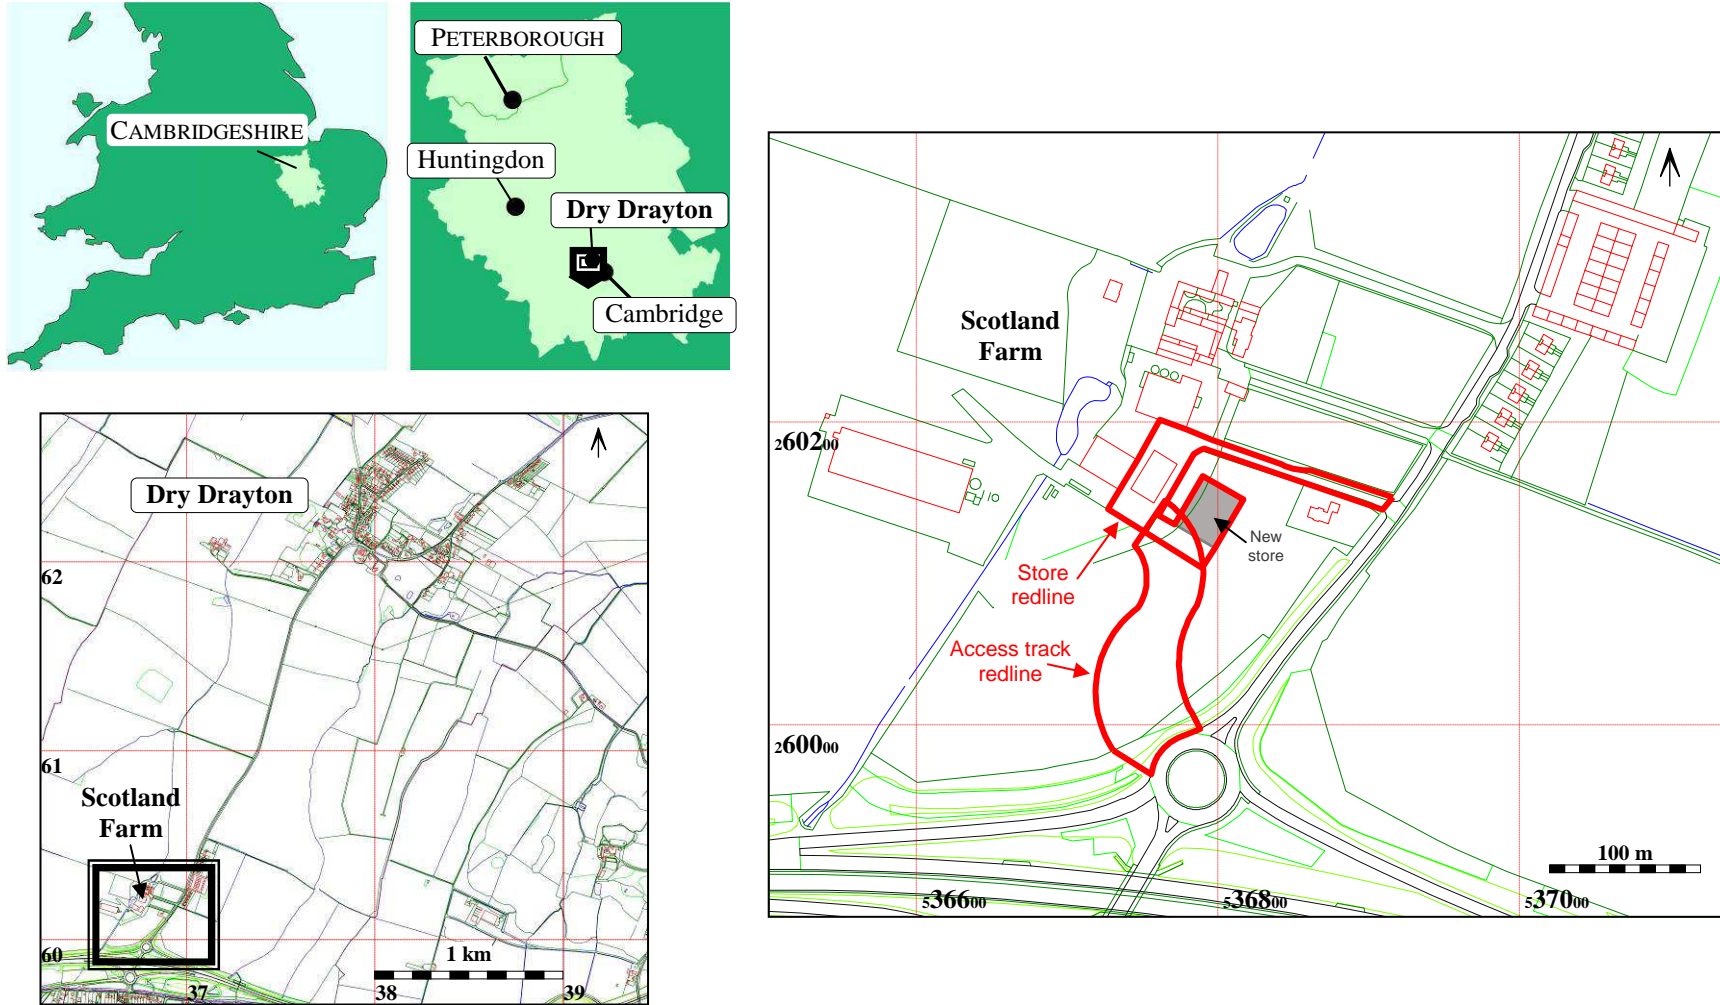 CAMBRIDGESHIRE
PETERBOROUGH
Huntingdon
Dry Drayton
Cambridge
Dry Drayton
62
61
Scotland
Farm
60
1 km
37
38
39
Scotland
Farm
260200
New
store
Store
redline
Access track
redline
260000
100 m
536600
536800
537000